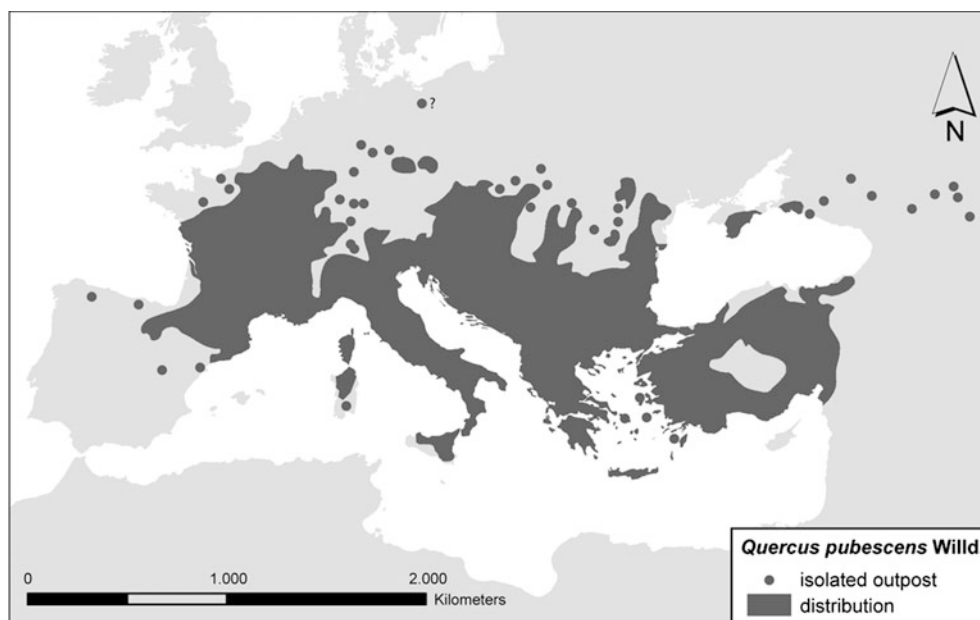 ?
N
Quercus pubescens Willd
isolated outpost
distribution
0 1.000 2.000
Kilometers